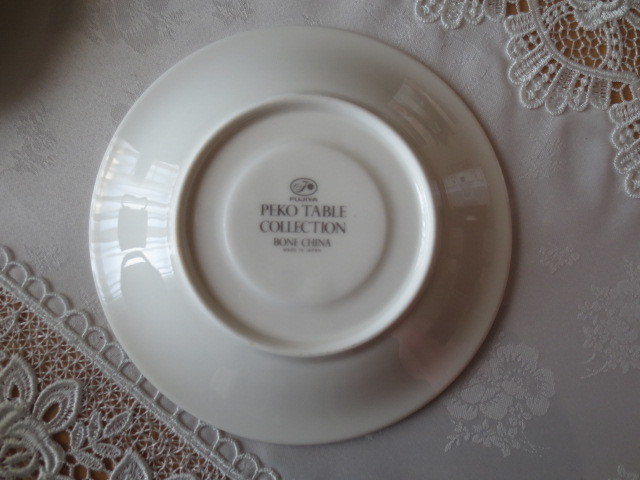 FUJIYA
PEKO TABLE
COLLECTION
BONE CHINA
MADE IN JAPAN